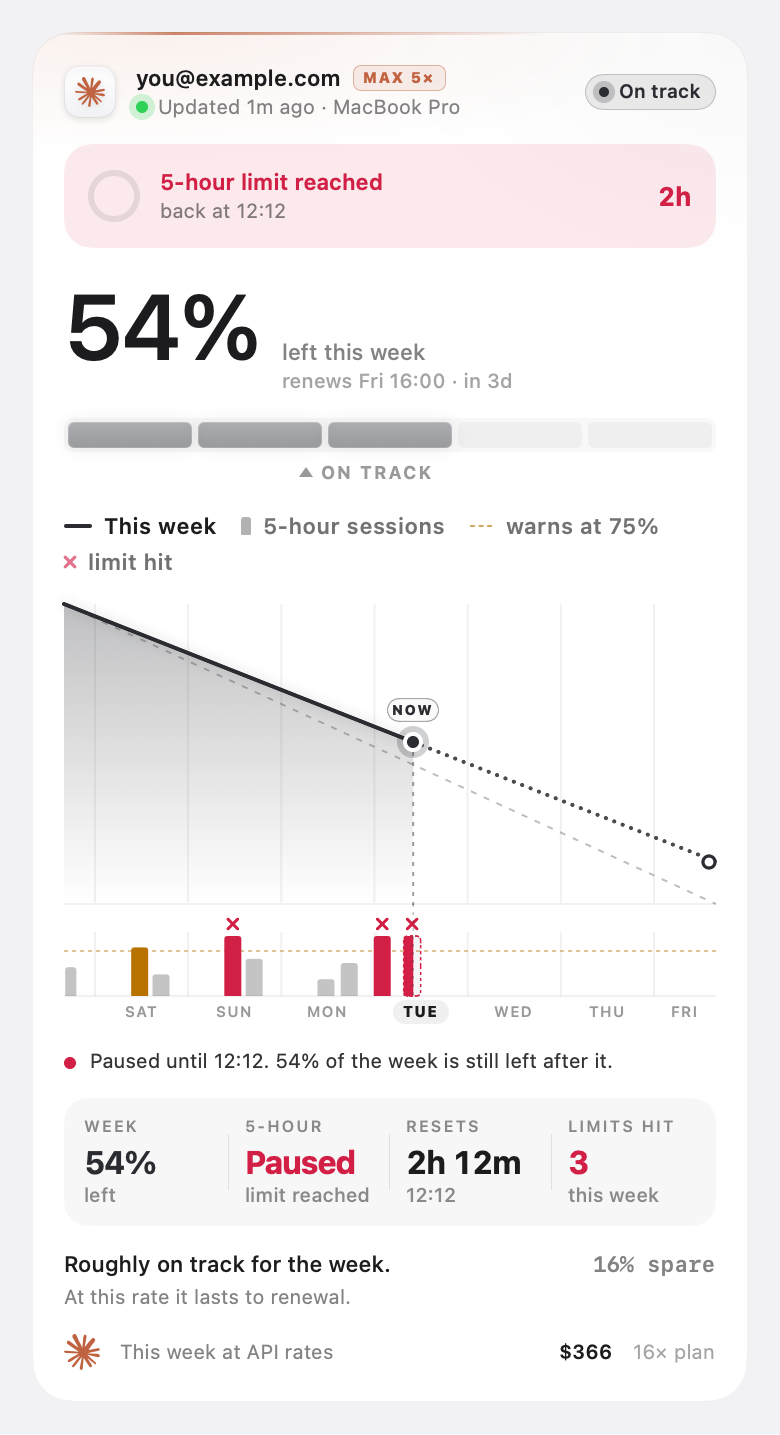 you@example.com MAX 5×
Updated 1m ago · MacBook Pro
On track
5-hour limit reached
back at 12:12
2h
54%
left this week
renews Fri 16:00 · in 3d
ON TRACK
This week 5-hour sessions warns at 75%
limit hit
NOW
SAT SUN MON TUE WED THU FRI
Paused until 12:12. 54% of the week is still left after it.
WEEK 5-HOUR RESETS LIMITS HIT
54% Paused 2h 12m 3
left limit reached 12:12 this week
Roughly on track for the week. 16% spare
At this rate it lasts to renewal.
This week at API rates $366 16× plan